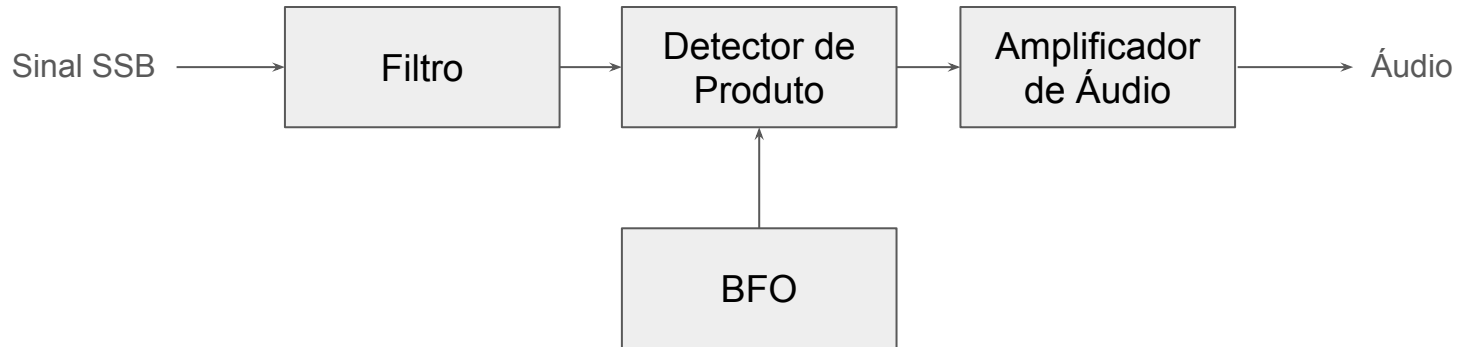 Sinal SSB
Filtro
Detector de
Produto
Amplificador
de Áudio
Áudio
BFO